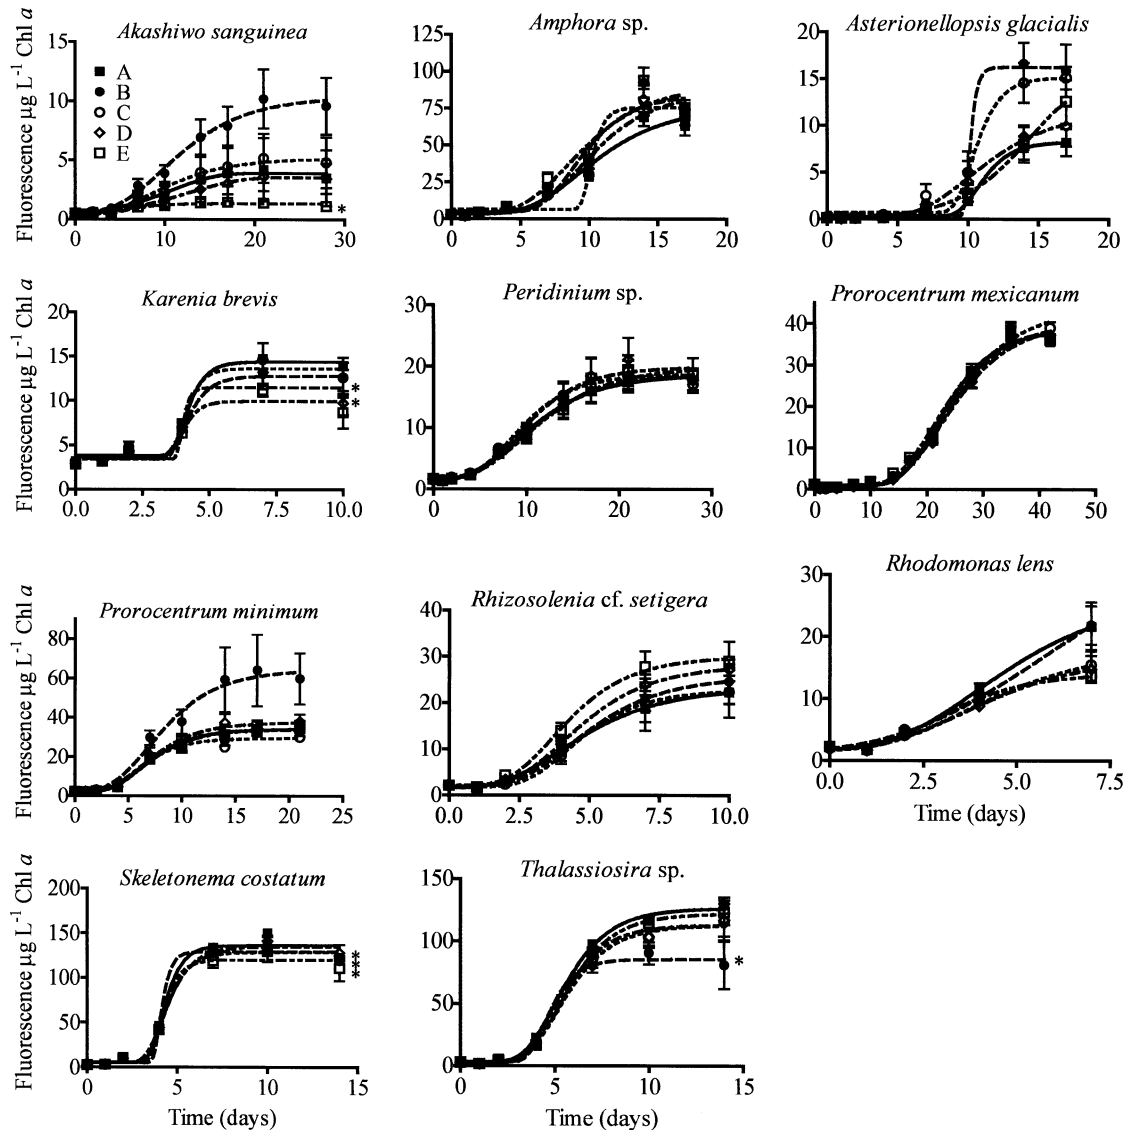 Akashiwo sanguinea
Amphora sp.
Asterionellopsis glacialis
Fluorescence µg L⁻¹ Chl a
15
10
5
0
A
B
C
D
E
*
0 10 20 30
125
100
75
50
25
0
0 5 10 15 20
20
15
10
5
0
0 5 10 15 20
Karenia brevis
Peridinium sp.
Prorocentrum mexicanum
Fluorescence µg L⁻¹ Chl a
20
15
10
5
0
*
*
0.0 2.5 5.0 7.5 10.0
30
20
10
0
0 10 20 30
40
30
20
10
0
0 10 20 30 40 50
Prorocentrum minimum
Rhizosolenia cf. setigera
Rhodomonas lens
Fluorescence µg L⁻¹ Chl a
80
60
40
20
0
0 5 10 15 20 25
40
30
20
10
0
0.0 2.5 5.0 7.5 10.0
30
20
10
0
0.0 2.5 5.0 7.5
Time (days)
Skeletonema costatum
Thalassiosira sp.
Fluorescence µg L⁻¹ Chl a
200
150
100
50
0
*
*
*
0 5 10 15
Time (days)
150
100
50
0
*
0 5 10 15
Time (days)